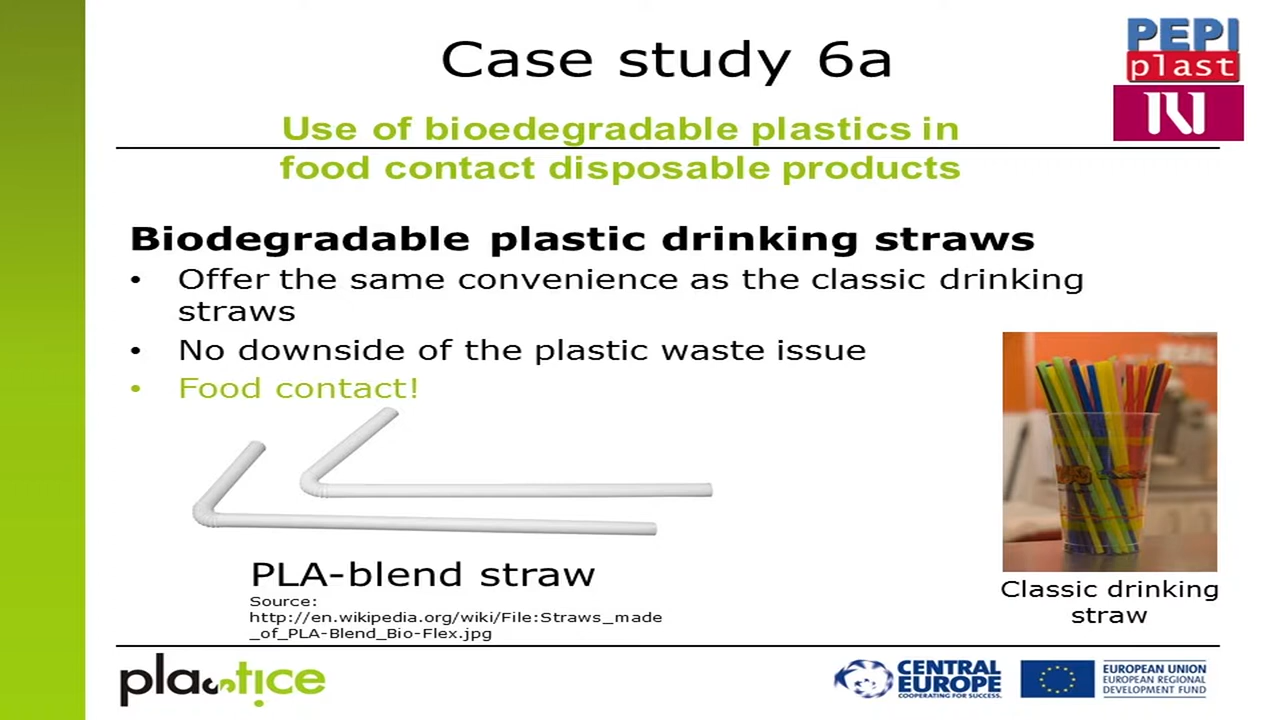 Case study 6a
PEPI
plast
Use of bioedegradable plastics in
food contact disposable products
Biodegradable plastic drinking straws
• Offer the same convenience as the classic drinking
straws
• No downside of the plastic waste issue
• Food contact!
PLA-blend straw
Source:
http://en.wikipedia.org/wiki/File:Straws_made
_of_PLA-Blend_Bio-Flex.jpg
Classic drinking
straw
plastice
CENTRAL
EUROPE
COOPERATING FOR SUCCESS.
EUROPEAN UNION
EUROPEAN REGIONAL
DEVELOPMENT FUND